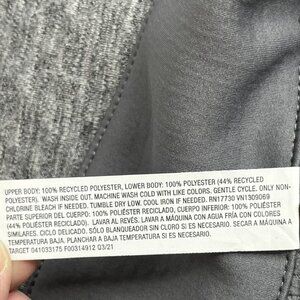 UPPER BODY: 100% RECYCLED POLYESTER, LOWER BODY: 100% POLYESTER (44% RECYCLED
POLYESTER). WASH INSIDE OUT. MACHINE WASH COLD WITH LIKE COLORS. GENTLE CYCLE. ONLY NON-
CHLORINE BLEACH IF NEEDED. TUMBLE DRY LOW. COOL IRON IF NEEDED. RN17730 VN1309069
PARTE SUPERIOR DEL CUERPO: 100% POLIÉSTER RECICLADO, CUERPO INFERIOR: 100% POLIÉSTER
(44% POLIÉSTER RECICLADO). LAVAR AL REVÉS. LAVAR A MÁQUINA CON AGUA FRÍA CON COLORES
SIMILARES. CICLO DELICADO. SÓLO BLANQUEADOR SIN CLORO SI ES NECESARIO. SECAR A MÁQUINA A
TEMPERATURA BAJA. PLANCHAR A BAJA TEMPERATURA SI ES NECESARIO.
TARGET 041033175 F00314912 Q3/21